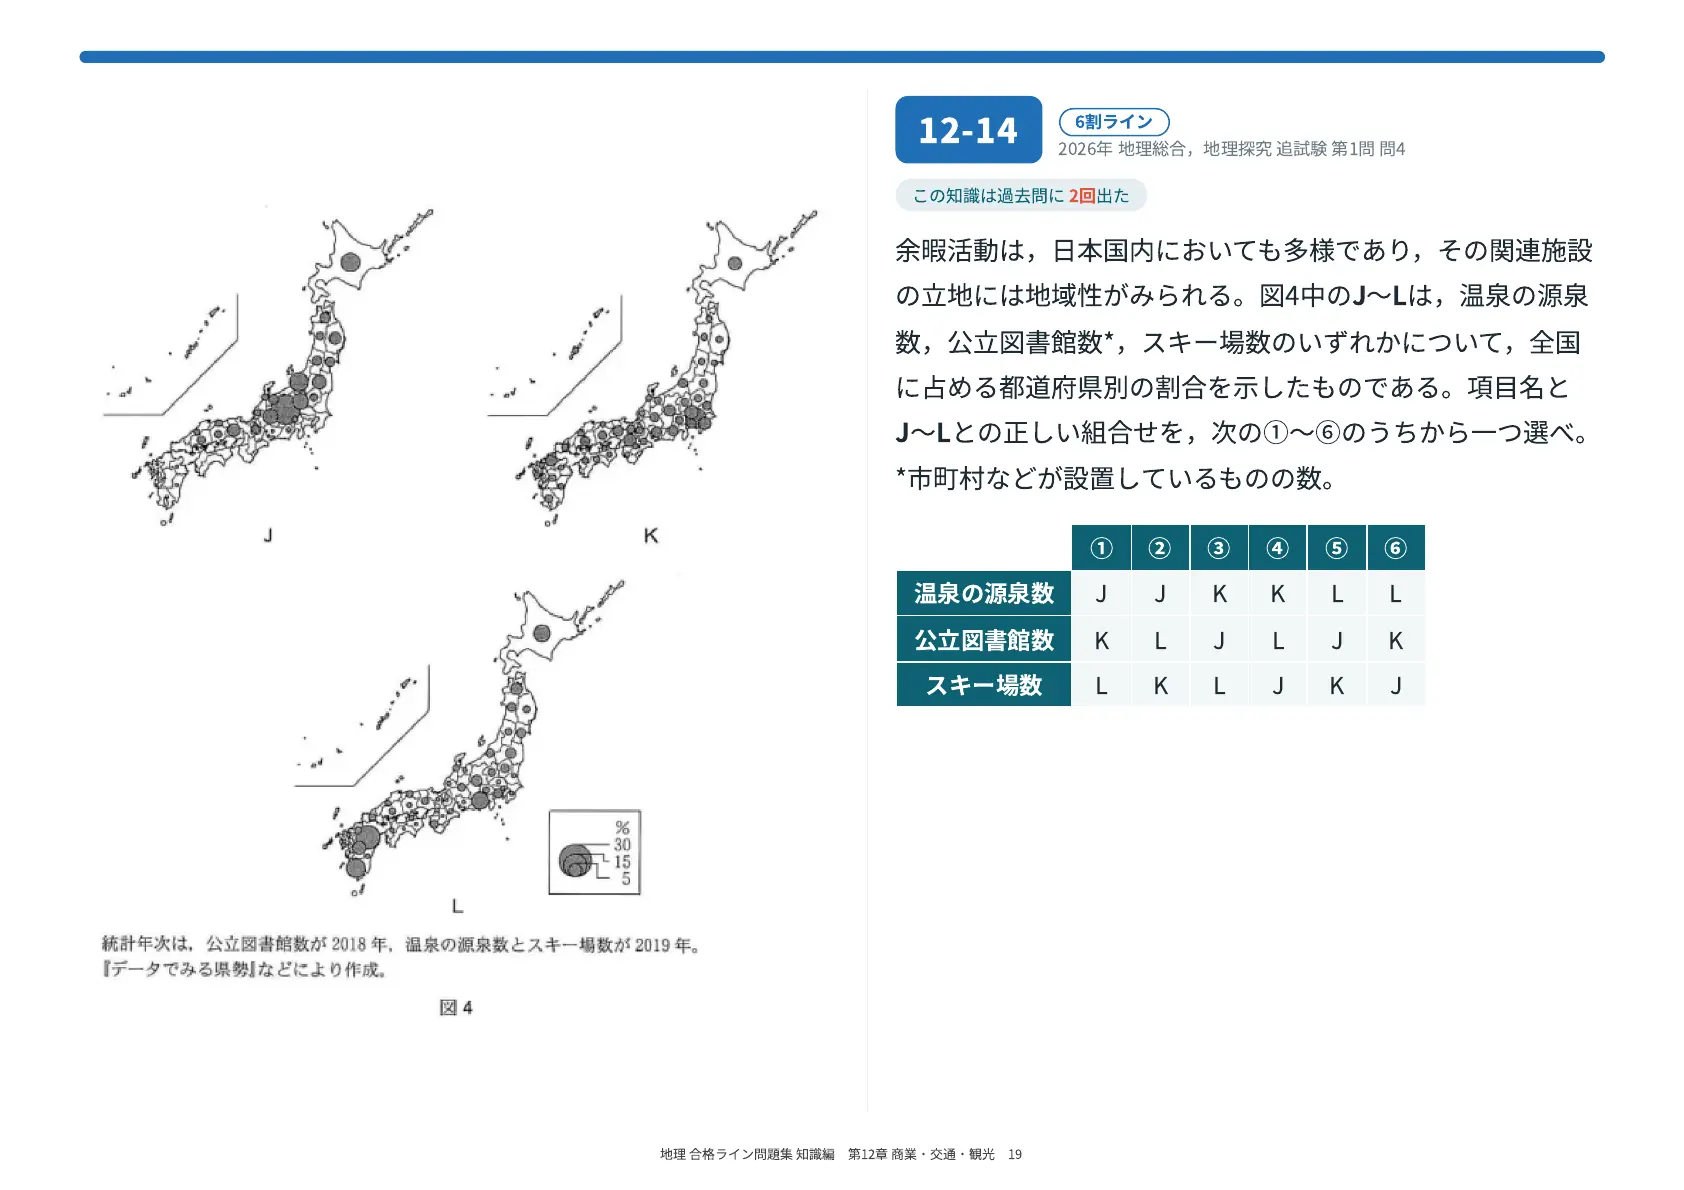 J
K
L
%
30
15
5
統計年次は，公立図書館数が 2018 年，温泉の源泉数とスキー場数が 2019 年。
『データでみる県勢』などにより作成。
図 4
12-14
6割ライン
2026年 地理総合，地理探究 追試験 第1問 問4
この知識は過去問に 2回出た
余暇活動は，日本国内においても多様であり，その関連施設
の立地には地域性がみられる。図4中のJ～Lは，温泉の源泉
数，公立図書館数*，スキー場数のいずれかについて，全国
に占める都道府県別の割合を示したものである。項目名と
J～Lとの正しい組合せを，次の①～⑥のうちから一つ選べ。
*市町村などが設置しているものの数。
① ② ③ ④ ⑤ ⑥
温泉の源泉数 J J K K L L
公立図書館数 K L J L J K
スキー場数 L K L J K J
地理 合格ライン問題集 知識編 第12章 商業・交通・観光 19